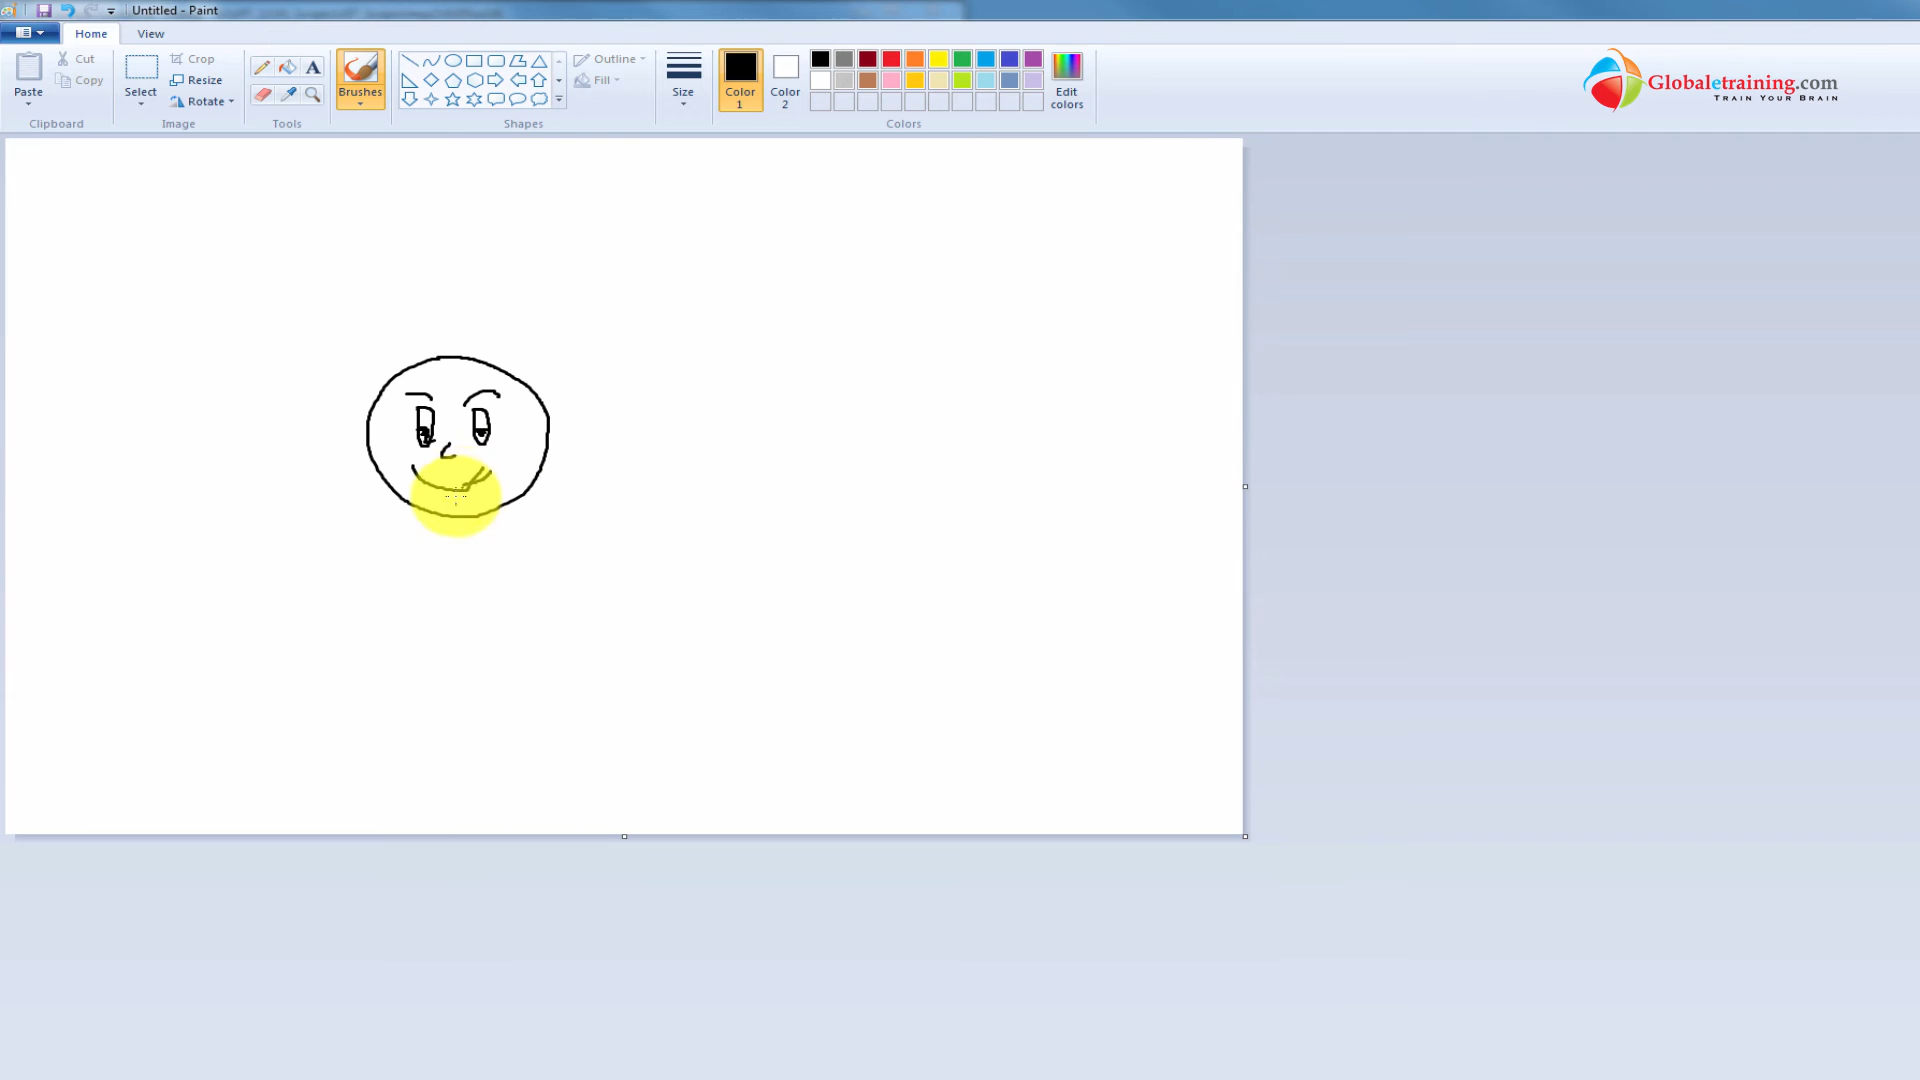 Untitled - Paint
Home
View
Paste
Cut
Copy
Clipboard
Select
Crop
Resize
Rotate
Image
A
Tools
Brushes
Outline
Fill
Shapes
Size
Color
1
Color
2
Edit
colors
Colors
Globaletraining.com
TRAIN YOUR BRAIN